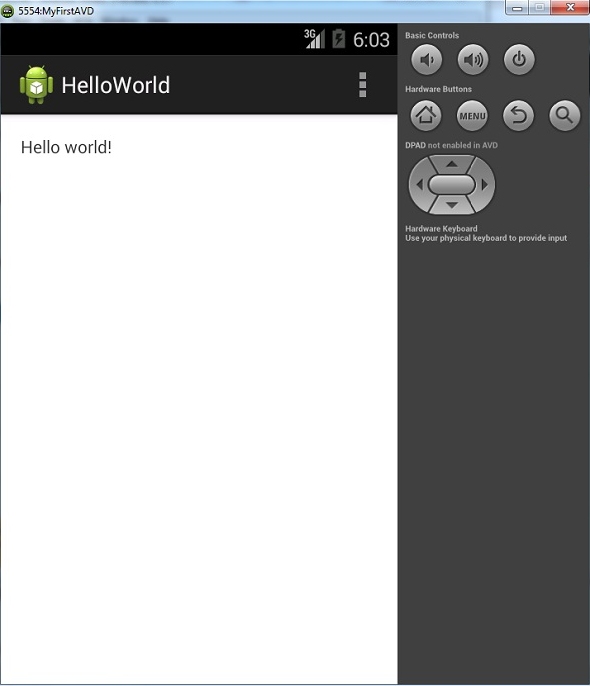 5554:MyFirstAVD
3G 6:03
HelloWorld
Hello world!
Basic Controls
Hardware Buttons
MENU
DPAD not enabled in AVD
Hardware Keyboard
Use your physical keyboard to provide input